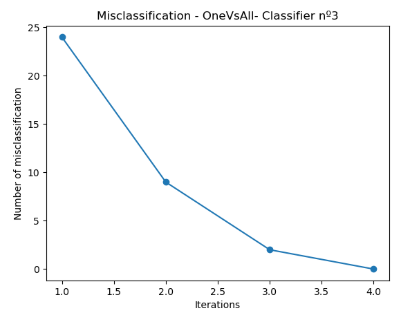 Misclassification - OneVsAll- Classifier nº3
25
20
15
10
5
0
Number of misclassification
1.0 1.5 2.0 2.5 3.0 3.5 4.0
Iterations